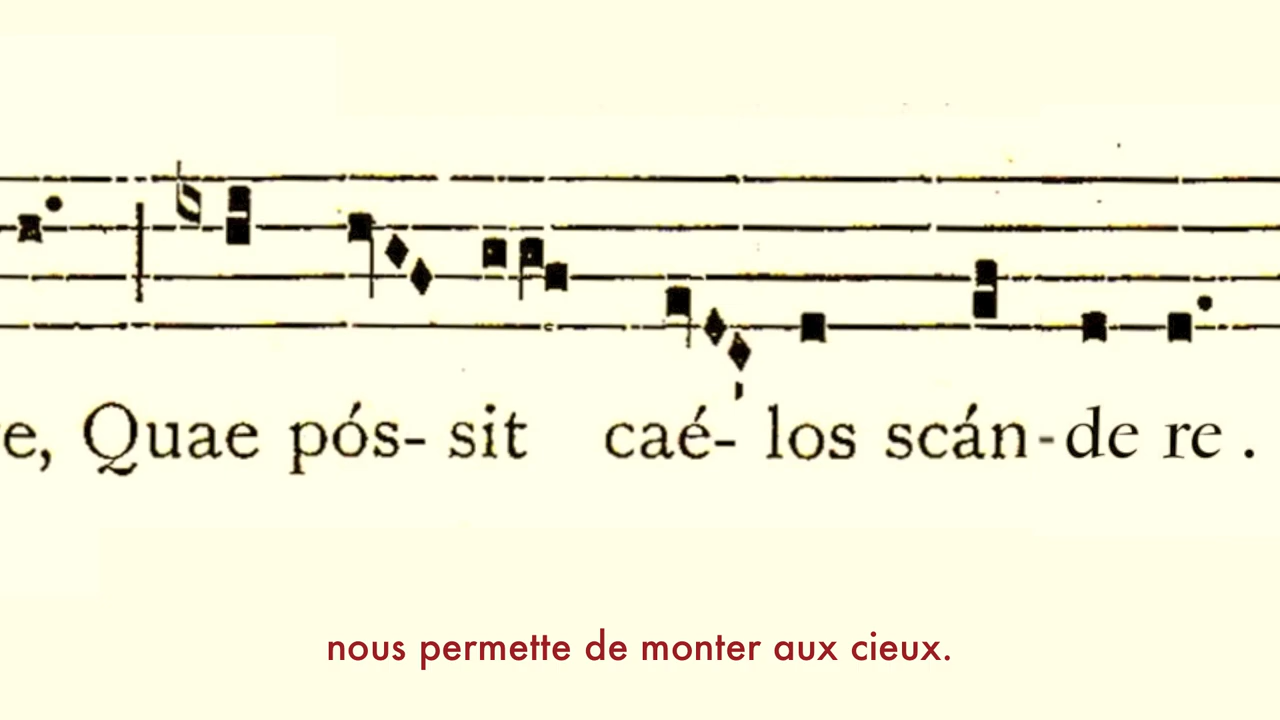 e, Quae pós- sit caé- los scán-de re .
nous permette de monter aux cieux.